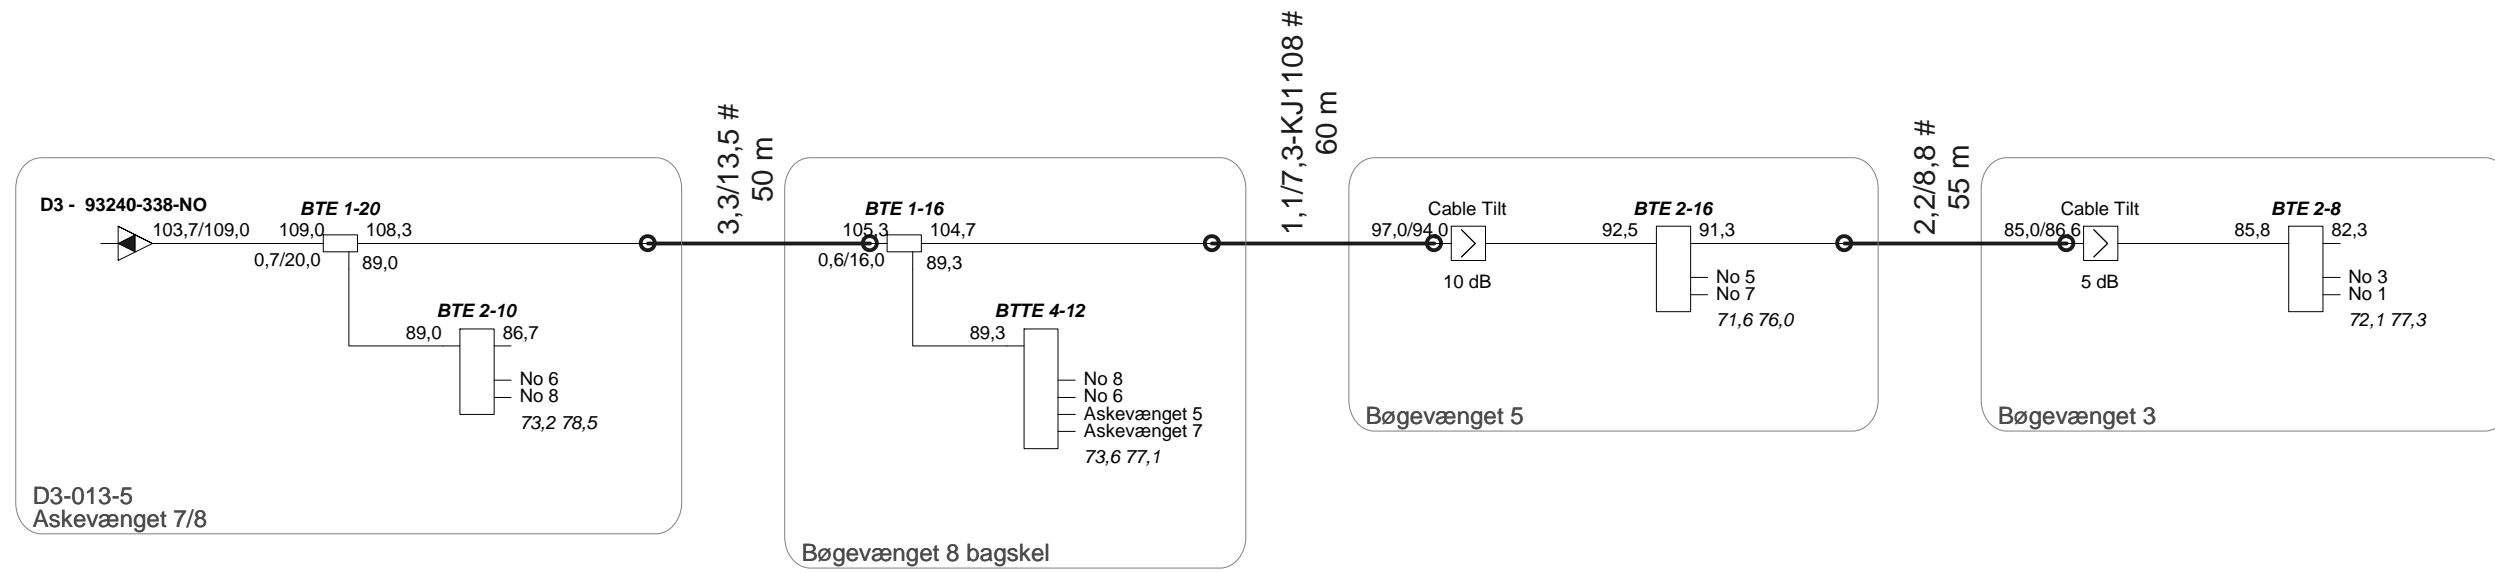 D3 - 93240-338-NO
103,7/109,0
BTE 1-20
109,0
108,3
0,7/20,0
89,0
BTE 2-10
89,0
86,7
No 6
No 8
73,2 78,5
D3-013-5
Askevænget 7/8
3,3/13,5 #
50 m
BTE 1-16
105,3
104,7
0,6/16,0
89,3
BTTE 4-12
89,3
No 8
No 6
Askevænget 5
Askevænget 7
73,6 77,1
Bøgevænget 8 bagskel
1,1/7,3-KJ1108 #
60 m
Cable Tilt
97,0/94,0
10 dB
BTE 2-16
92,5
91,3
No 5
No 7
71,6 76,0
Bøgevænget 5
2,2/8,8 #
55 m
Cable Tilt
85,0/86,6
5 dB
BTE 2-8
85,8
82,3
No 3
No 1
72,1 77,3
Bøgevænget 3